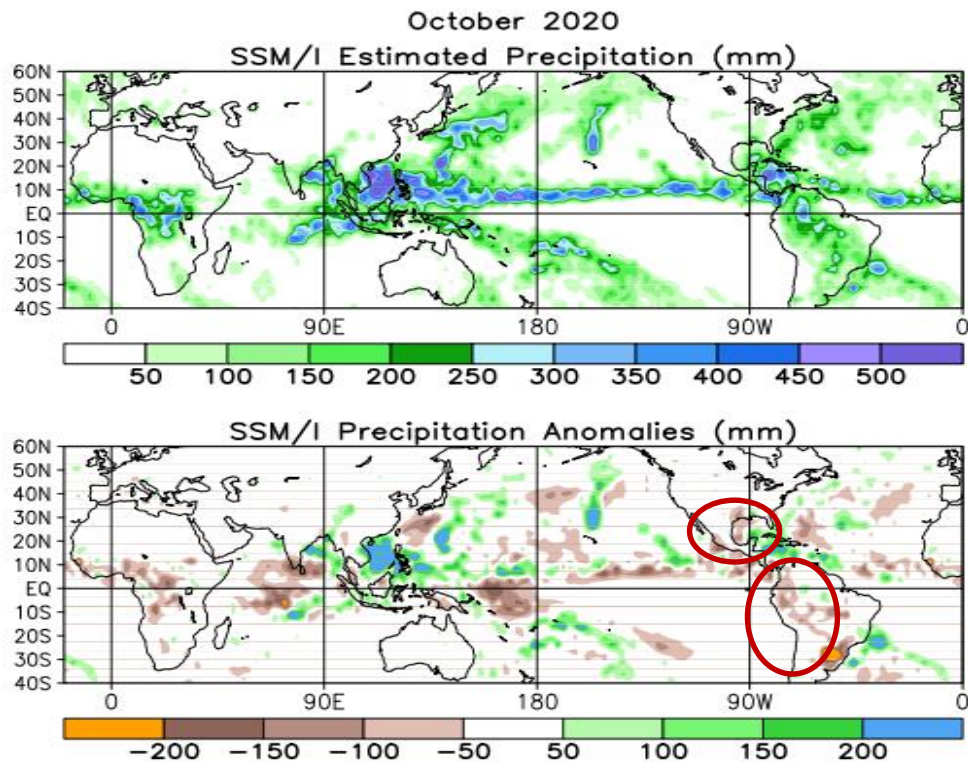 October 2020
SSM/I Estimated Precipitation (mm)
60N
50N
40N
30N
20N
10N
EQ
10S
20S
30S
40S
0 90E 180 90W 0
50 100 150 200 250 300 350 400 450 500
SSM/I Precipitation Anomalies (mm)
60N
50N
40N
30N
20N
10N
EQ
10S
20S
30S
40S
0 90E 180 90W 0
−200 −150 −100 −50 50 100 150 200